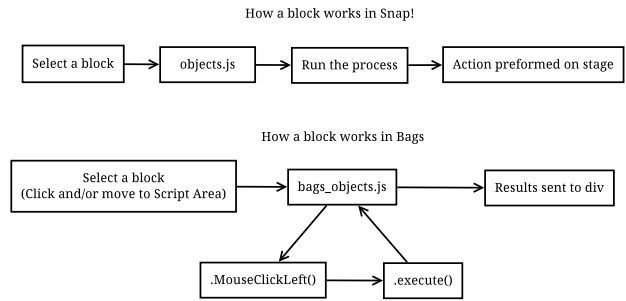 How a block works in Snap!
Select a block
objects.js
Run the process
Action preformed on stage
How a block works in Bags
Select a block
(Click and/or move to Script Area)
bags_objects.js
Results sent to div
.MouseClickLeft()
.execute()